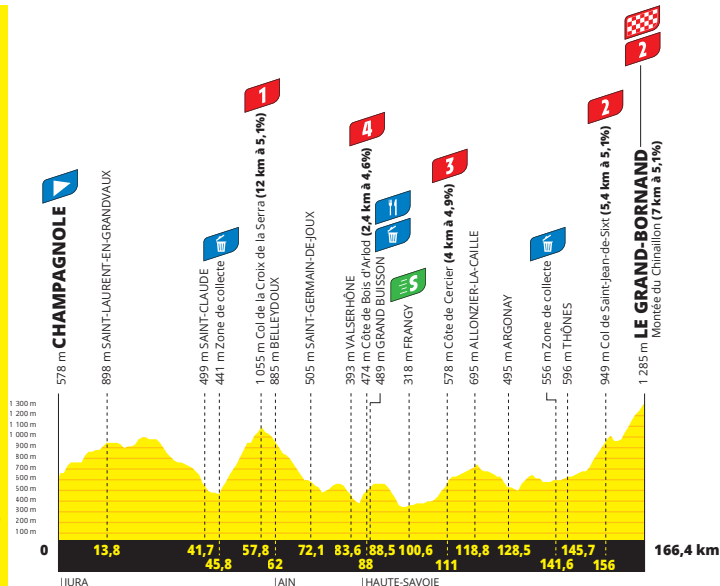 578 m CHAMPAGNOLE
898 m SAINT-LAURENT-EN-GRANDVAUX
499 m SAINT-CLAUDE
441 m Zone de collecte
1
1 055 m Col de la Croix de la Serra (12 km à 5,1%)
885 m BELLEYDOUX
505 m SAINT-GERMAIN-DE-JOUX
393 m VALSERHÔNE
4
474 m Côte de Bois d'Arlod (2,4 km à 4,6%)
489 m GRAND BUISSON
S
318 m FRANGY
3
578 m Côte de Cercier (4 km à 4,9%)
695 m ALLONZIER-LA-CAILLE
495 m ARGONAY
556 m Zone de collecte
596 m THÔNES
2
949 m Col de Saint-Jean-de-Sixt (5,4 km à 5,1%)
2
1 285 m LE GRAND-BORNAND
Montée du Chinaillon (7 km à 5,1%)
1 300 m
1 200 m
1 100 m
1 000 m
900 m
800 m
700 m
600 m
500 m
400 m
300 m
200 m
100 m
0 13,8 41,7 45,8 57,8 62 72,1 83,6 88 88,5 100,6 111 118,8 128,5 141,6 145,7 156 166,4 km
JURA AIN HAUTE-SAVOIE